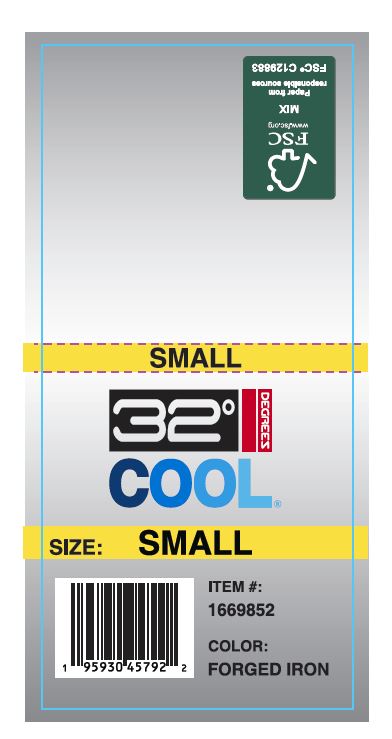 FSC® C129883
responsible sources
Paper from
MIX
www.fsc.org
FSC
SMALL
32° DEGREES
COOL®
SIZE: SMALL
ITEM #:
1669852
COLOR:
FORGED IRON
1 95930 45792 2